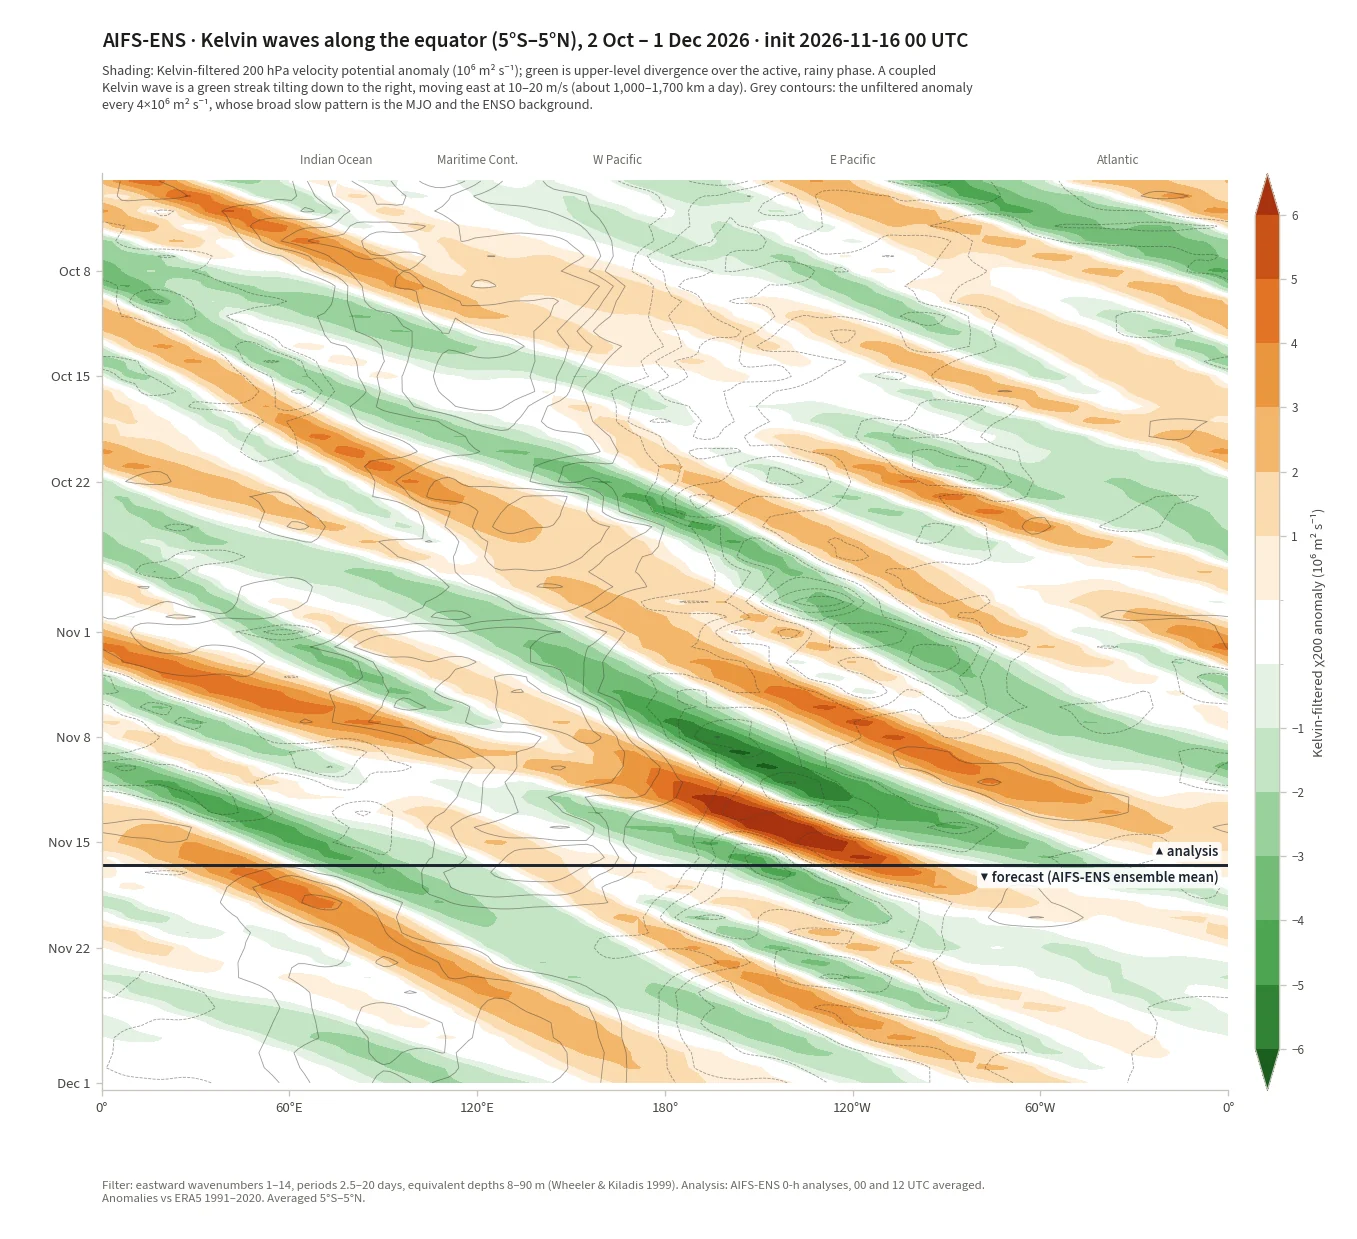 AIFS-ENS · Kelvin waves along the equator (5°S–5°N), 2 Oct – 1 Dec 2026 · init 2026-11-16 00 UTC
Shading: Kelvin-filtered 200 hPa velocity potential anomaly (10⁶ m² s⁻¹); green is upper-level divergence over the active, rainy phase. A coupled
Kelvin wave is a green streak tilting down to the right, moving east at 10–20 m/s (about 1,000–1,700 km a day). Grey contours: the unfiltered anomaly
every 4×10⁶ m² s⁻¹, whose broad slow pattern is the MJO and the ENSO background.
Indian Ocean
Maritime Cont.
W Pacific
E Pacific
Atlantic
Oct 8
Oct 15
Oct 22
Nov 1
Nov 8
Nov 15
Nov 22
Dec 1
▲ analysis
▼ forecast (AIFS-ENS ensemble mean)
0°
60°E
120°E
180°
120°W
60°W
0°
6
5
4
3
2
1
−1
−2
−3
−4
−5
−6
Kelvin-filtered χ200 anomaly (10⁶ m² s⁻¹)
Filter: eastward wavenumbers 1–14, periods 2.5–20 days, equivalent depths 8–90 m (Wheeler & Kiladis 1999). Analysis: AIFS-ENS 0-h analyses, 00 and 12 UTC averaged.
Anomalies vs ERA5 1991–2020. Averaged 5°S–5°N.